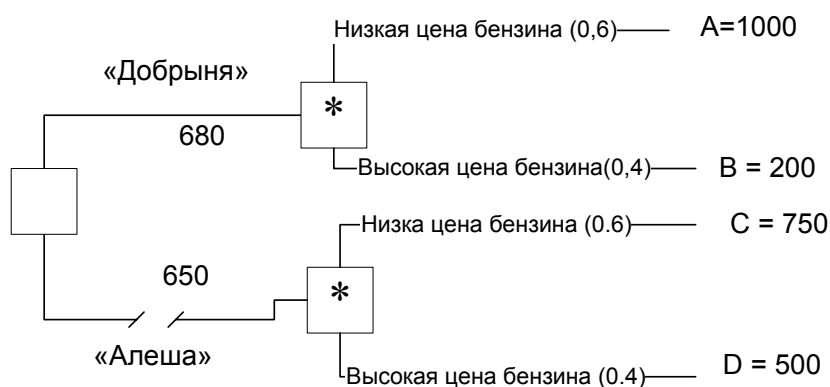 Низкая цена бензина (0,6) A=1000
«Добрыня»
*
680
Высокая цена бензина(0,4) B = 200
Низка цена бензина (0.6) C = 750
650
*
«Алеша»
Высокая цена бензина (0.4) D = 500